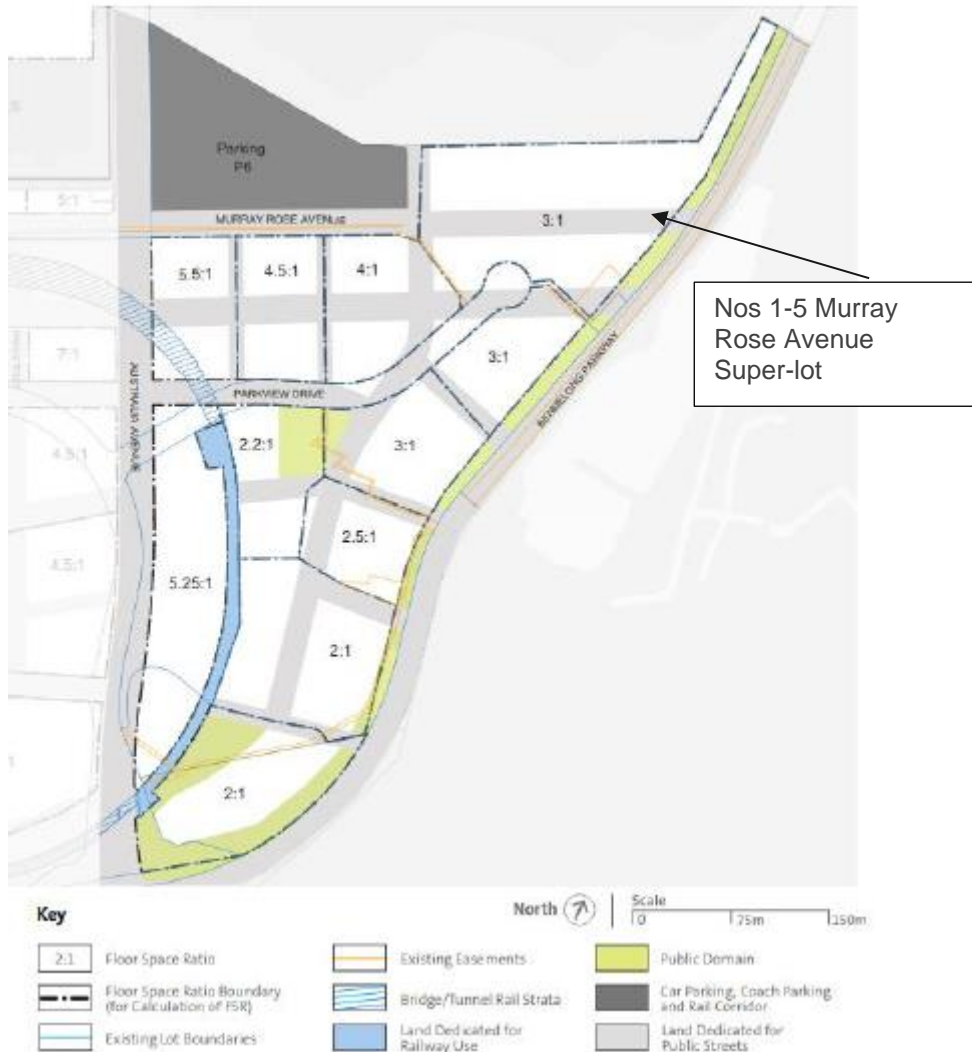 Parking
P6
5:1
MURRAY ROSE AVENUE
3:1
5.5:1
4.5:1
4:1
Nos 1-5 Murray
Rose Avenue
Super-lot
7:1
3:1
AUSTRALIA AVENUE
PARKVIEW DRIVE
BENNELONG PARKWAY
4.5:1
2.2:1
3:1
2.5:1
4.5:1
5.25:1
2:1
2:1
Key
North
Scale
0 75m 150m
2:1 Floor Space Ratio
Floor Space Ratio Boundary
(for Calculation of FSR)
Existing Lot Boundaries
Existing Easements
Bridge/Tunnel Rail Strata
Land Dedicated for
Railway Use
Public Domain
Car Parking, Coach Parking
and Rail Corridor
Land Dedicated for
Public Streets